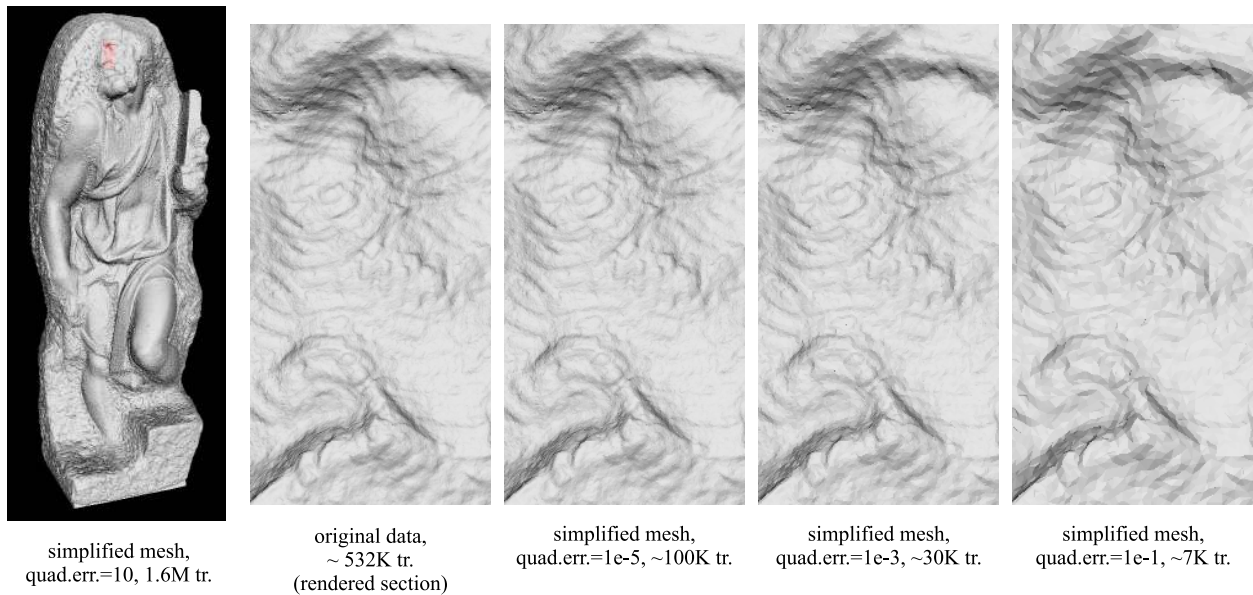 simplified mesh,
quad.err.=10, 1.6M tr.
original data,
~ 532K tr.
(rendered section)
simplified mesh,
quad.err.=1e-5, ~100K tr.
simplified mesh,
quad.err.=1e-3, ~30K tr.
simplified mesh,
quad.err.=1e-1, ~7K tr.